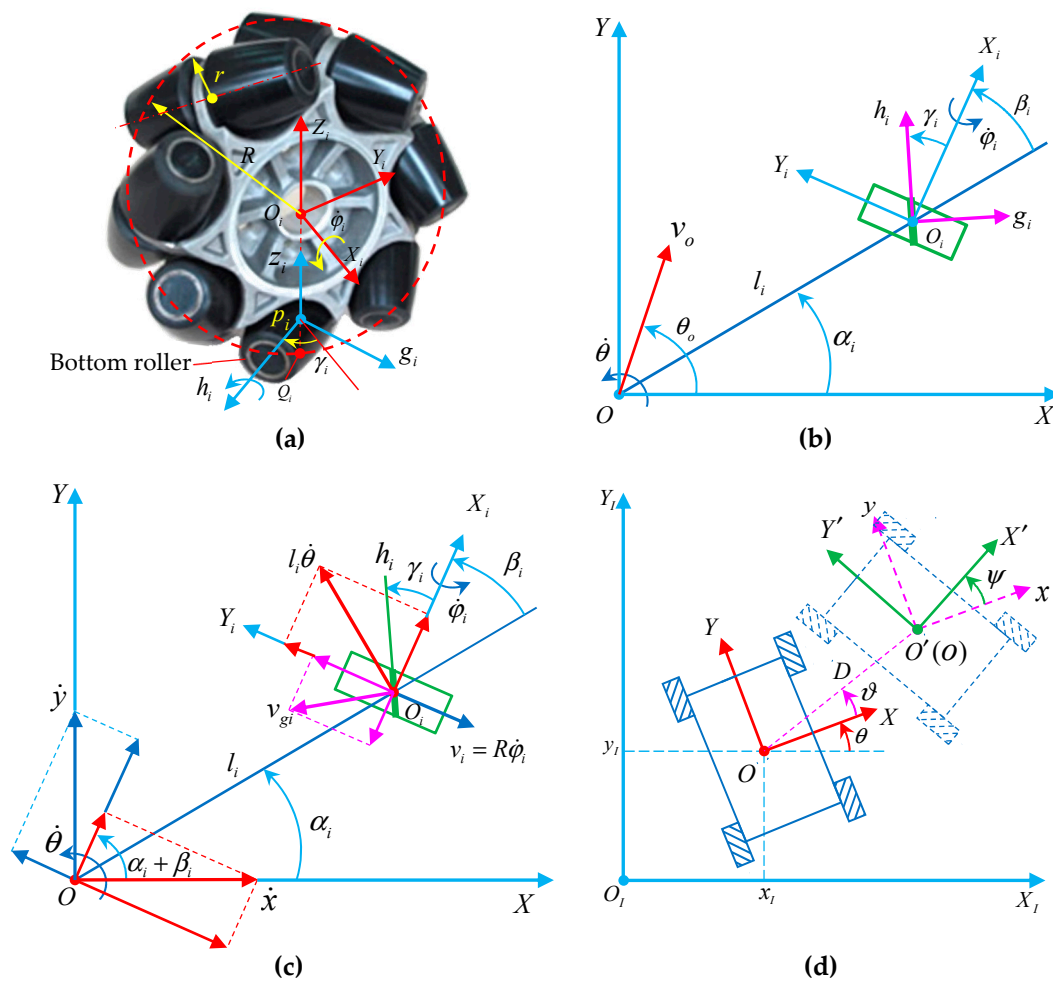 r
R
Z_i
Y_i
O_i
φ̇_i
X_i
z_i
p_i
Bottom roller
g_i
h_i
Q_i
γ_i
(a)
Y
X_i
h_i
γ_i
β_i
φ̇_i
Y_i
v_o
O_i
g_i
l_i
θ_o
α_i
θ̇
O
X
(b)
Y
X_i
l_iθ̇
h_i
γ_i
β_i
φ̇_i
Y_i
ẏ
v_gi
O_i
v_i = Rφ̇_i
l_i
α_i
θ̇
α_i + β_i
O
ẋ
X
(c)
Y_I
y
Y′
X′
ψ
x
Y
O′(O)
D
ϑ
X
θ
y_I
O
O_I
x_I
X_I
(d)